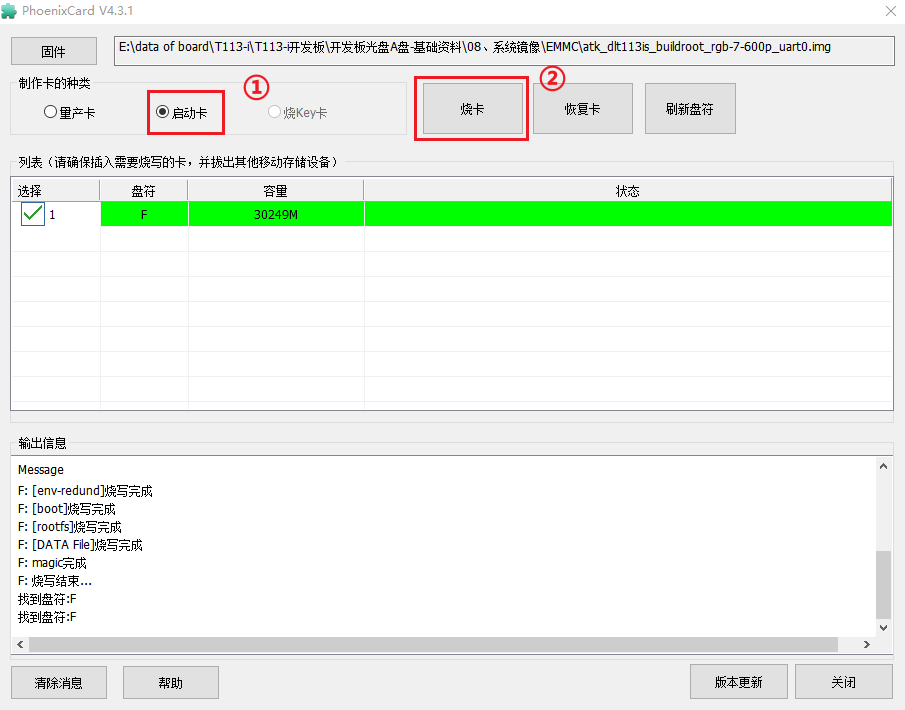 PhoenixCard V4.3.1
固件
E:\data of board\T113-i\T113-i开发板\开发板光盘A盘-基础资料\08、系统镜像\EMMC\atk_dlt113is_buildroot_rgb-7-600p_uart0.img
制作卡的种类
量产卡 启动卡 ① 烧Key卡
烧卡 ② 恢复卡 刷新盘符
列表（请确保插入需要烧写的卡，并拔出其他移动存储设备）
选择 盘符 容量 状态
1 F 30249M
输出信息
Message
F: [env-redund]烧写完成
F: [boot]烧写完成
F: [rootfs]烧写完成
F: [DATA File]烧写完成
F: magic完成
F: 烧写结束...
找到盘符:F
找到盘符:F
清除消息 帮助 版本更新 关闭